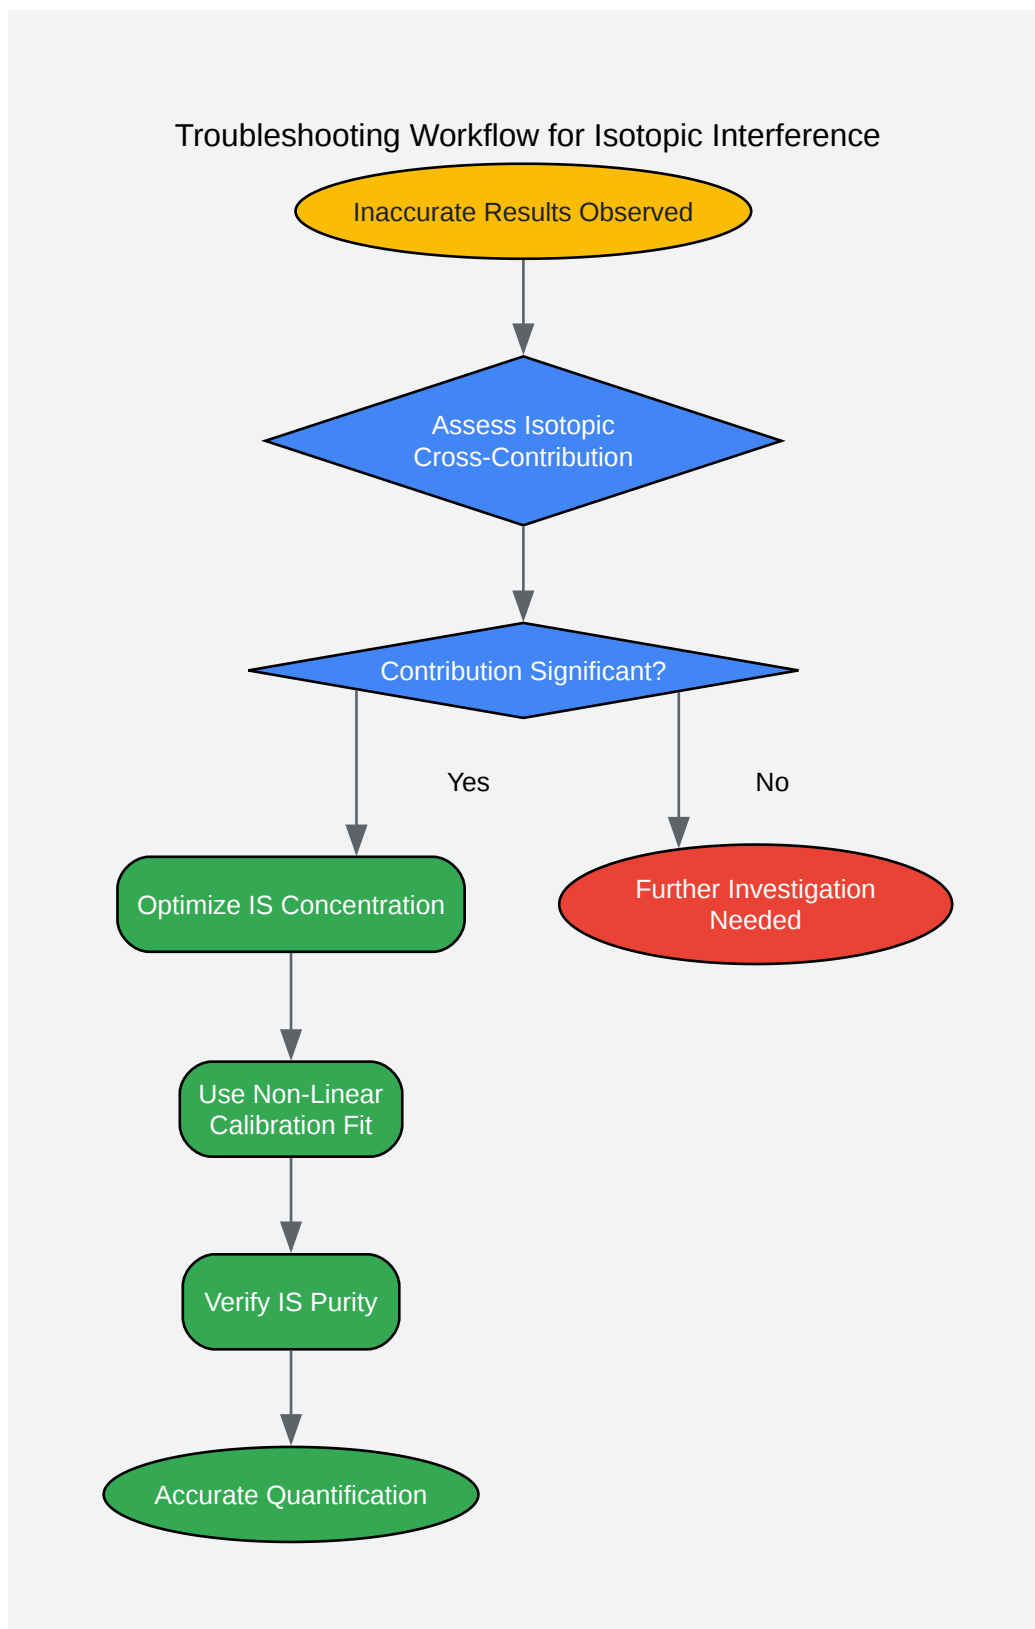 Troubleshooting Workflow for Isotopic Interference
Inaccurate Results Observed
Assess Isotopic
Cross-Contribution
Contribution Significant?
Yes
No
Optimize IS Concentration
Further Investigation
Needed
Use Non-Linear
Calibration Fit
Verify IS Purity
Accurate Quantification